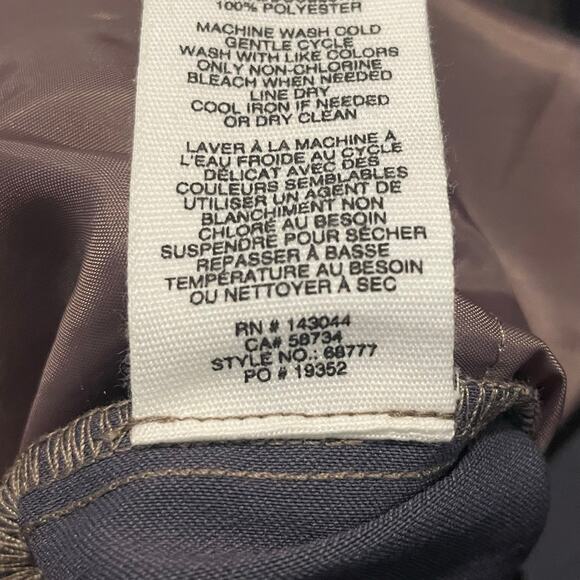 100% POLYESTER
MACHINE WASH COLD
GENTLE CYCLE
WASH WITH LIKE COLORS
ONLY NON-CHLORINE
BLEACH WHEN NEEDED
LINE DRY
COOL IRON IF NEEDED
OR DRY CLEAN
LAVER À LA MACHINE A
L'EAU FROIDE AU CYCLE
DÉLICAT AVEC DES
COULEURS SEMBLABLES
UTILISER UN AGENT DE
BLANCHIMENT NON
CHLORÉ AU BESOIN
SUSPENDRE POUR SÉCHER
REPASSER À BASSE
TEMPÉRATURE AU BESOIN
OU NETTOYER À SEC
RN # 143044
CA# 58734
STYLE NO.: 68777
PO # 19352